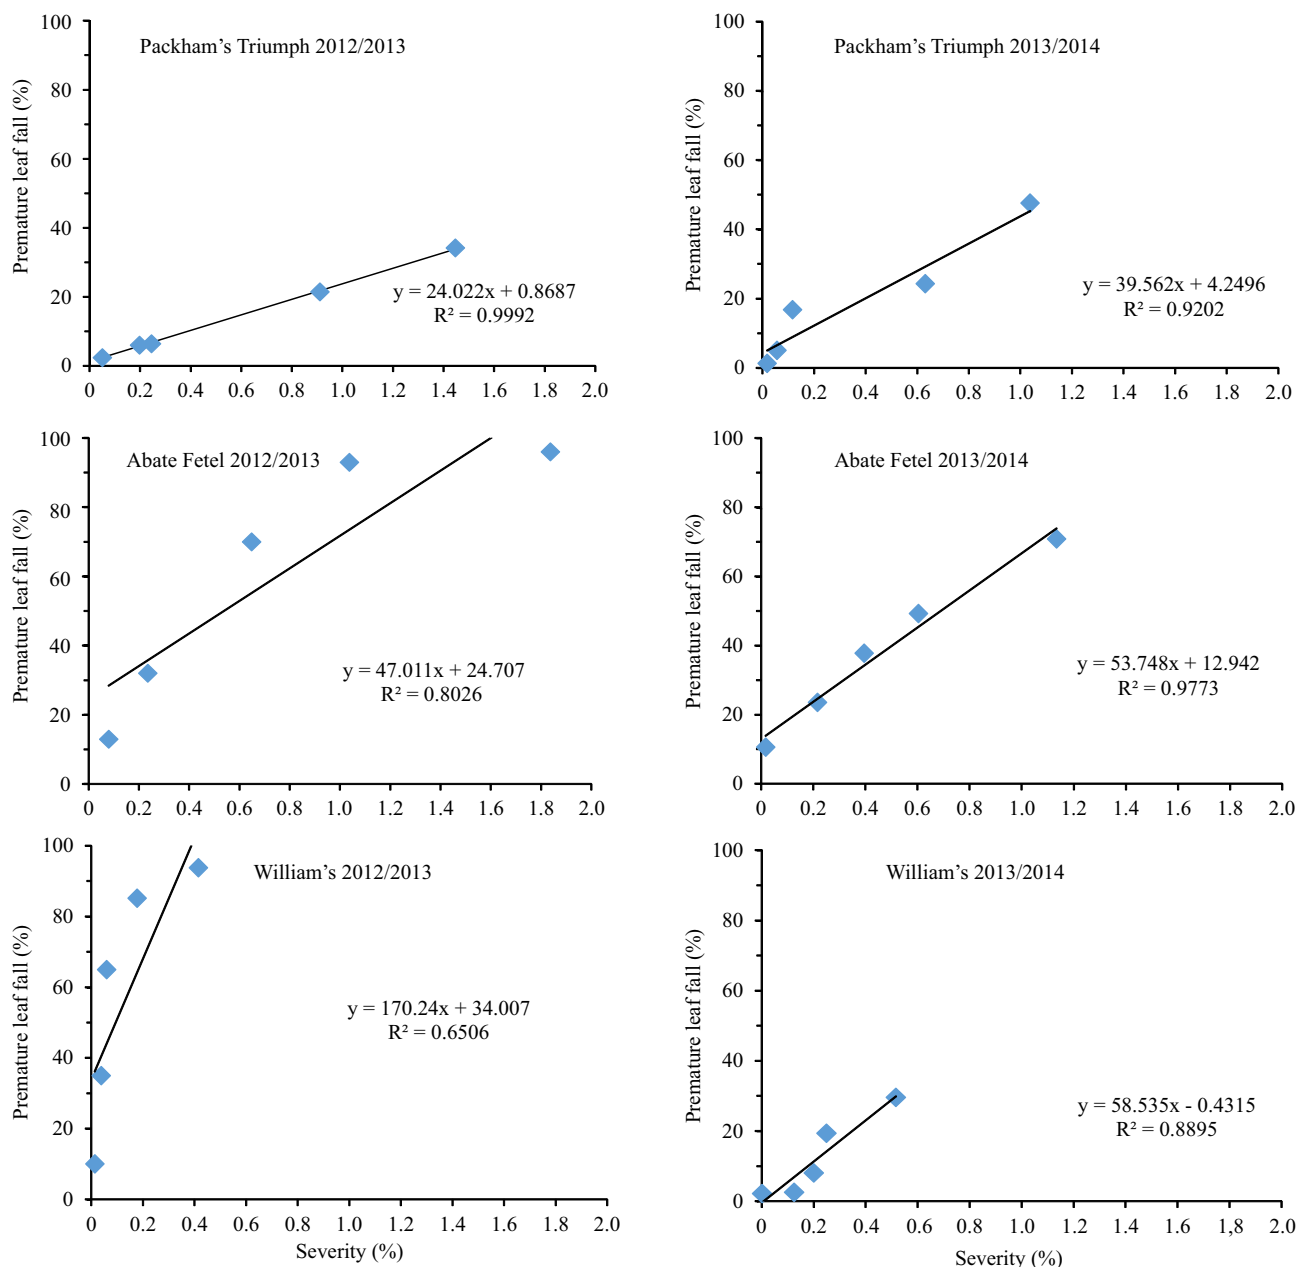 Packham's Triumph 2012/2013
Premature leaf fall (%)
100
80
60
40
20
0
y = 24.022x + 0.8687
R² = 0.9992
0 0.2 0.4 0.6 0.8 1.0 1.2 1.4 1.6 1.8 2.0
Packham's Triumph 2013/2014
Premature leaf fall (%)
100
80
60
40
20
0
y = 39.562x + 4.2496
R² = 0.9202
0 0.2 0.4 0.6 0.8 1.0 1.2 1.4 1.6 1.8 2.0
Abate Fetel 2012/2013
Premature leaf fall (%)
100
80
60
40
20
0
y = 47.011x + 24.707
R² = 0.8026
0 0.2 0.4 0.6 0.8 1.0 1.2 1.4 1.6 1.8 2.0
Abate Fetel 2013/2014
Premature leaf fall (%)
100
80
60
40
20
0
y = 53.748x + 12.942
R² = 0.9773
0 0.2 0.4 0.6 0.8 1.0 1.2 1.4 1.6 1.8 2.0
William's 2012/2013
Premature leaf fall (%)
100
80
60
40
20
0
y = 170.24x + 34.007
R² = 0.6506
0 0.2 0.4 0.6 0.8 1.0 1.2 1.4 1.6 1.8 2.0
Severity (%)
William's 2013/2014
Premature leaf fall (%)
100
80
60
40
20
0
y = 58.535x - 0.4315
R² = 0.8895
0 0.2 0.4 0.6 0.8 1.0 1.2 1,4 1.6 1.8 2.0
Severity (%)